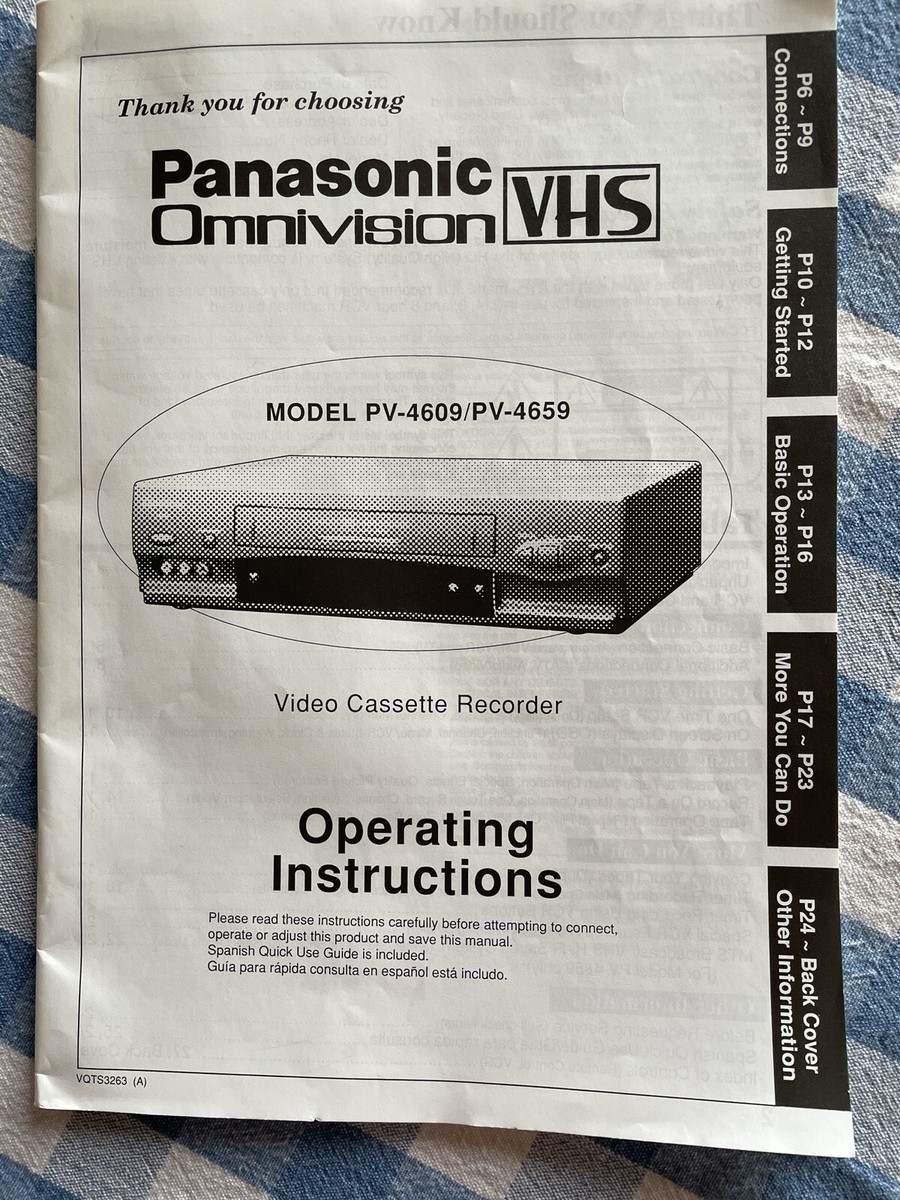 Thank you for choosing
Panasonic
Omnivision VHS
MODEL PV-4609/PV-4659
Video Cassette Recorder
Operating
Instructions
Please read these instructions carefully before attempting to connect,
operate or adjust this product and save this manual.
Spanish Quick Use Guide is included.
Guía para rápida consulta en español está includo.
VQTS3263 (A)
P6 ~ P9
Connections
P10 ~ P12
Getting Started
P13 ~ P16
Basic Operation
P17 ~ P23
More You Can Do
P24 ~ Back Cover
Other Information